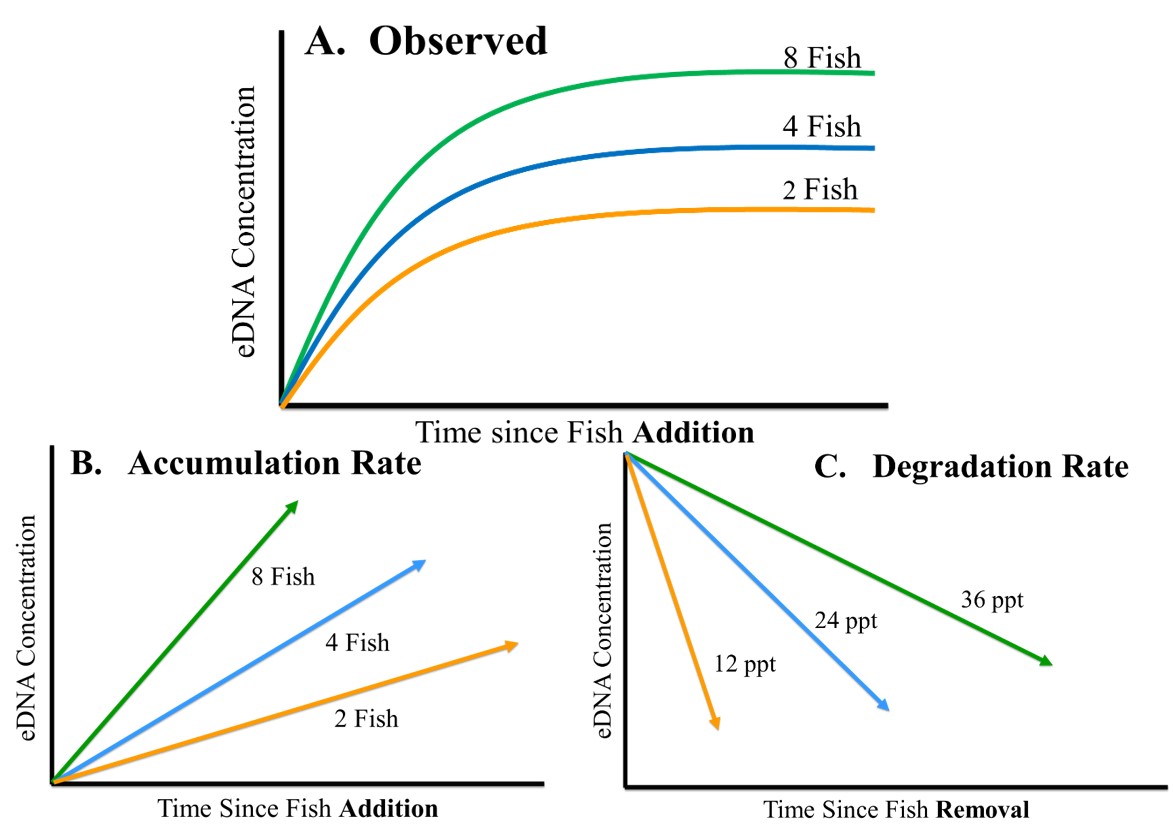 A. Observed
8 Fish
4 Fish
2 Fish
eDNA Concentration
Time since Fish Addition
B. Accumulation Rate
8 Fish
4 Fish
2 Fish
eDNA Concentration
Time Since Fish Addition
C. Degradation Rate
36 ppt
24 ppt
12 ppt
eDNA Concentration
Time Since Fish Removal